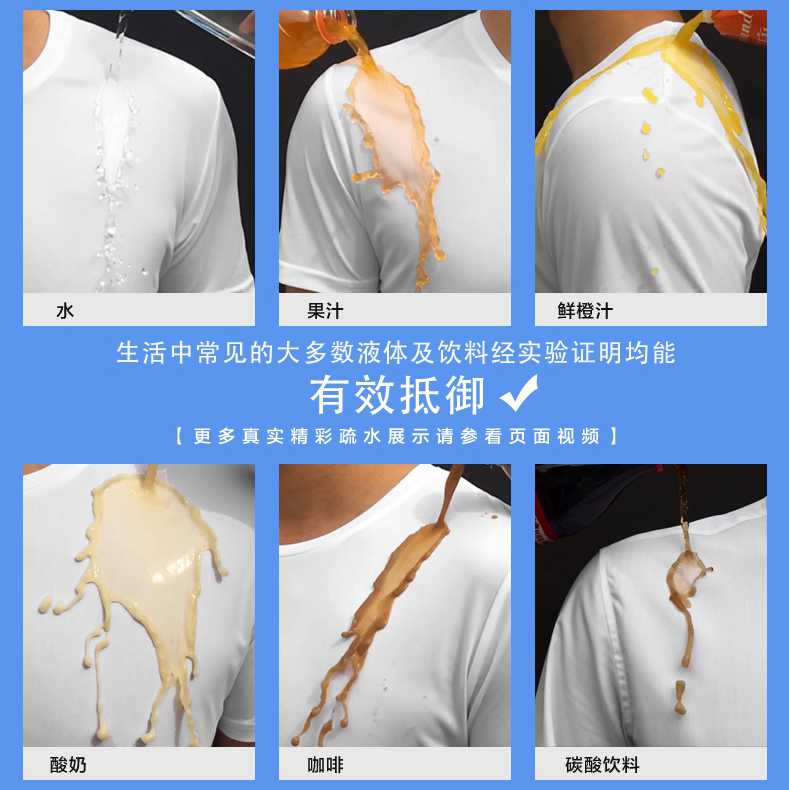 水
果汁
鲜橙汁
生活中常见的大多数液体及饮料经实验证明均能
有效抵御
【更多真实精彩疏水展示请参看页面视频】
酸奶
咖啡
碳酸饮料